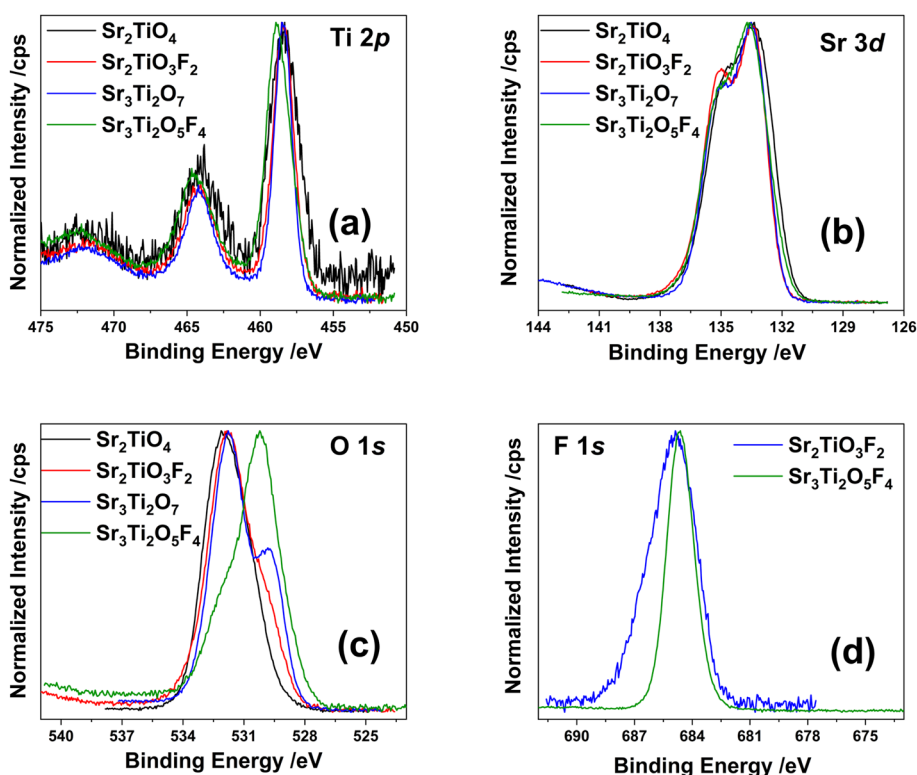 Sr₂TiO₄
Sr₂TiO₃F₂
Sr₃Ti₂O₇
Sr₃Ti₂O₅F₄
Ti 2p
(a)
Normalized Intensity /cps
475 470 465 460 455 450
Binding Energy /eV
Sr₂TiO₄
Sr₂TiO₃F₂
Sr₃Ti₂O₇
Sr₃Ti₂O₅F₄
Sr 3d
(b)
Normalized Intensity /cps
144 141 138 135 132 129 126
Binding Energy /eV
Sr₂TiO₄
Sr₂TiO₃F₂
Sr₃Ti₂O₇
Sr₃Ti₂O₅F₄
O 1s
(c)
Normalized Intensity /cps
540 537 534 531 528 525
Binding Energy /eV
F 1s
Sr₂TiO₃F₂
Sr₃Ti₂O₅F₄
(d)
Normalized Intensity /cps
690 687 684 681 678 675
Binding Energy /eV